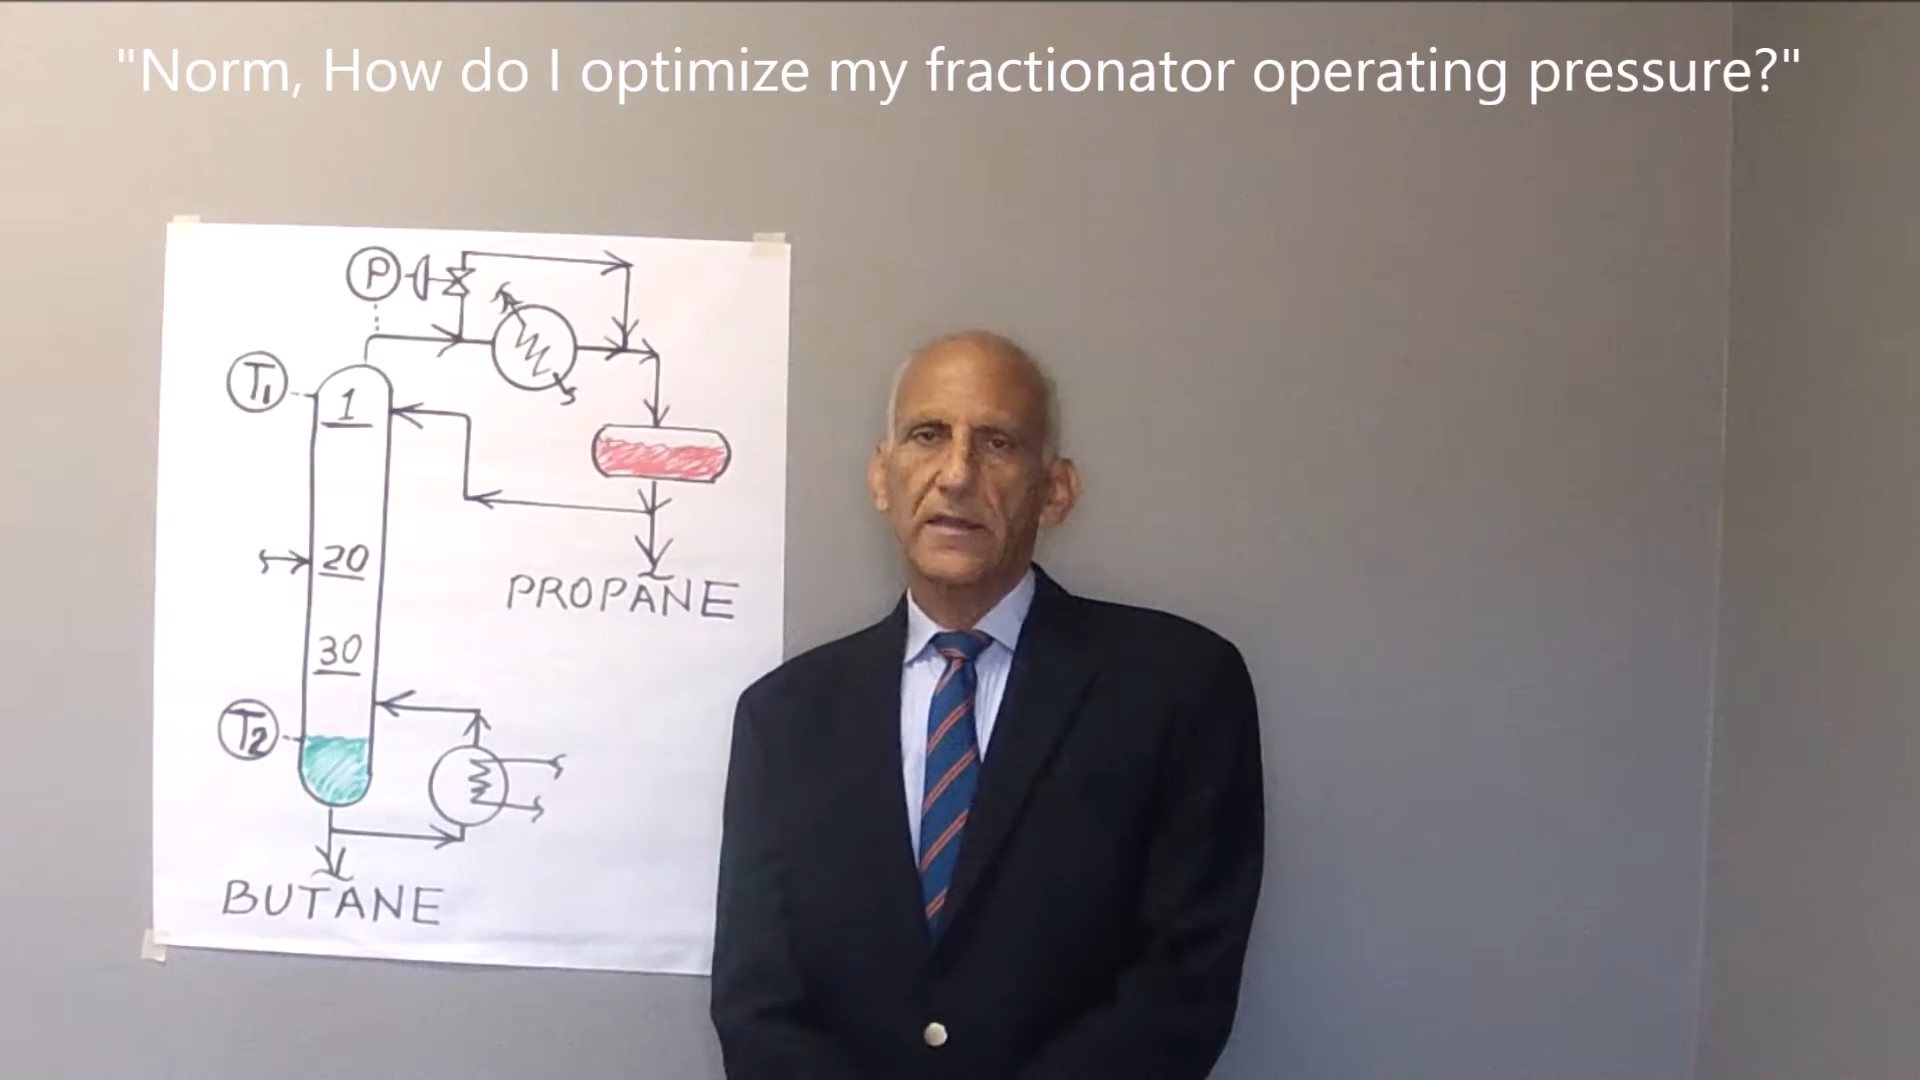 "Norm, How do I optimize my fractionator operating pressure?"
P
T1
1
20
PROPANE
30
T2
BUTANE